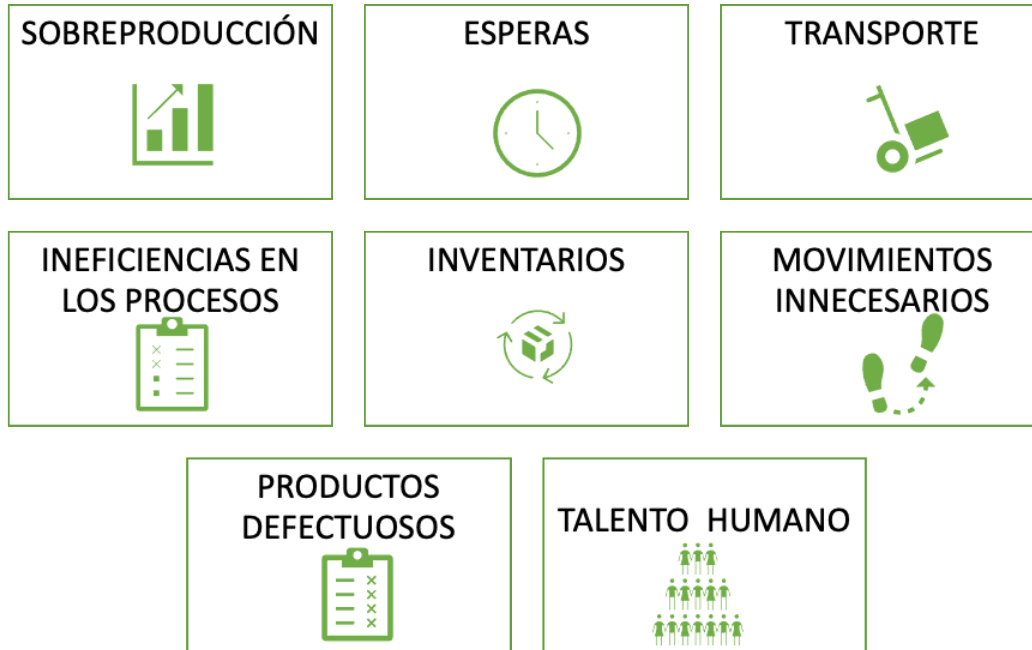 SOBREPRODUCCIÓN
ESPERAS
TRANSPORTE
INEFICIENCIAS EN
LOS PROCESOS
INVENTARIOS
MOVIMIENTOS
INNECESARIOS
PRODUCTOS
DEFECTUOSOS
TALENTO HUMANO